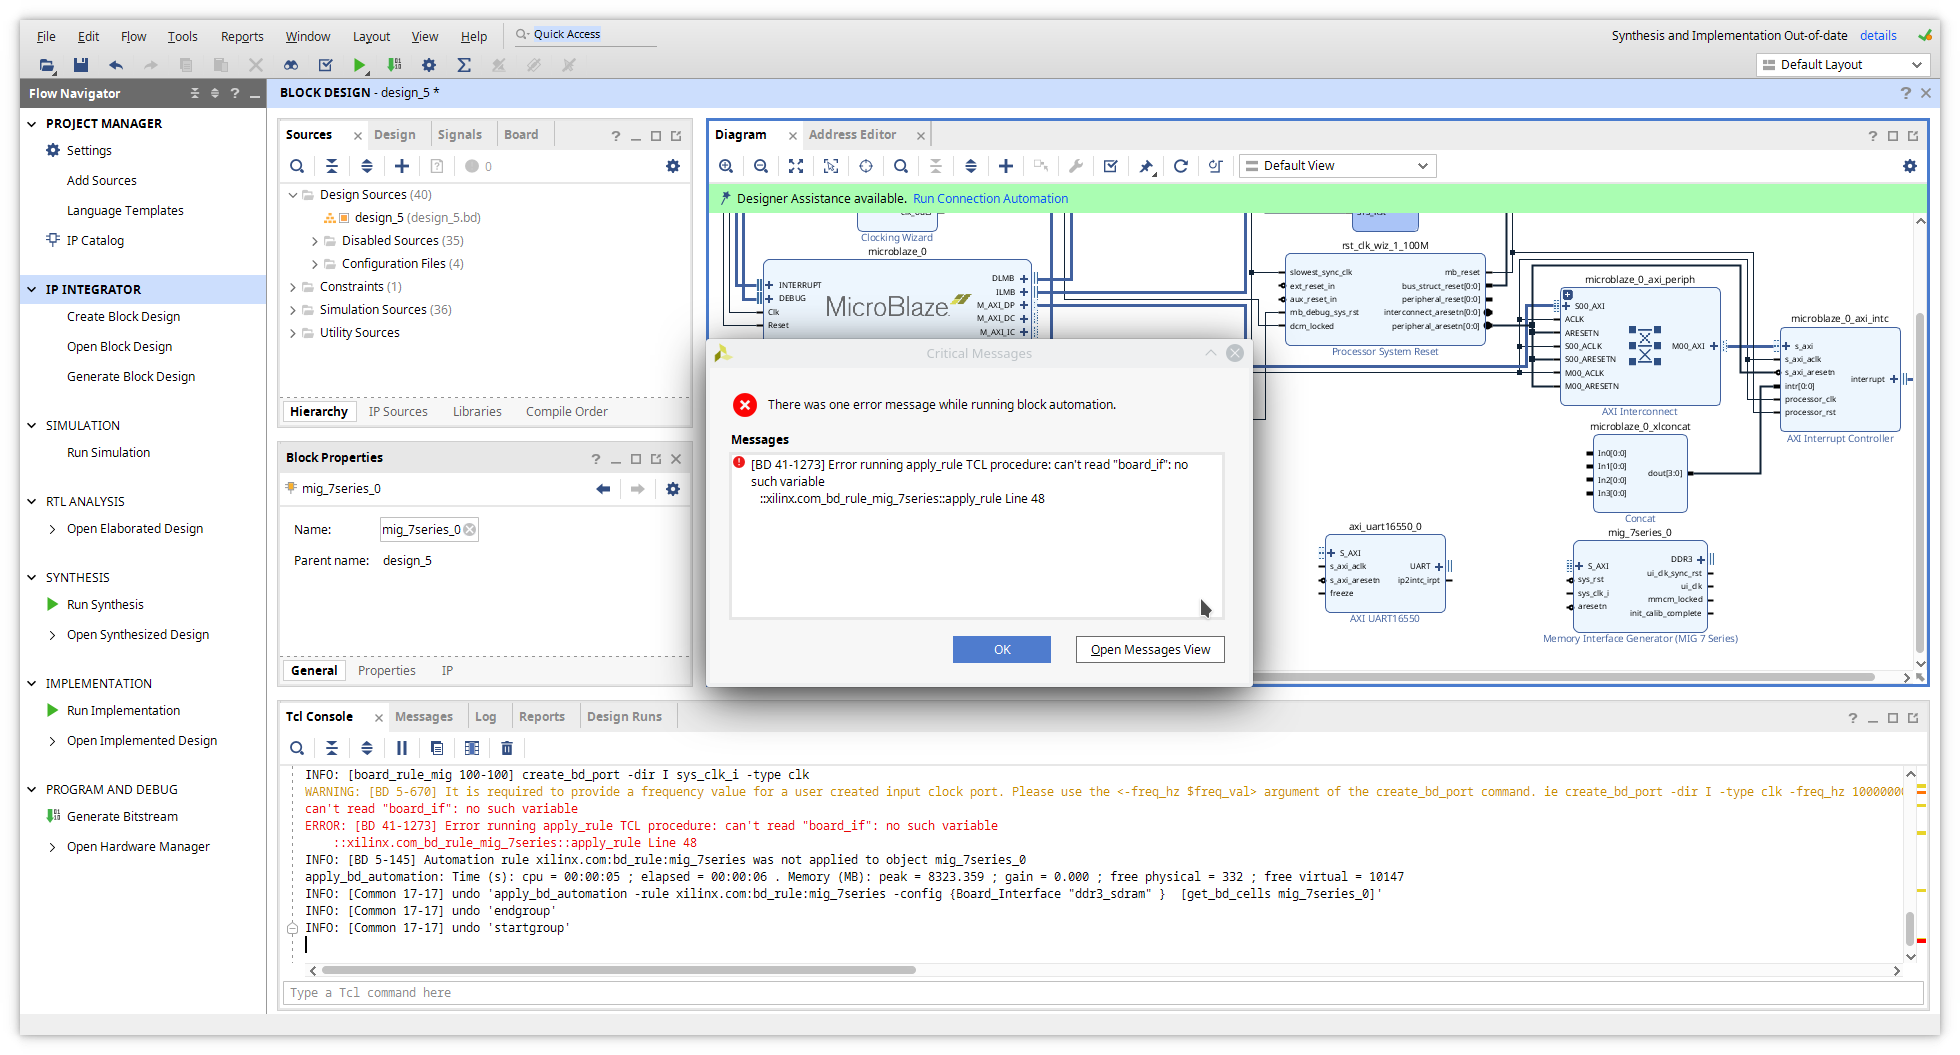 File Edit Flow Tools Reports Window Layout View Help Quick Access
Synthesis and Implementation Out-of-date details
Default Layout
Flow Navigator
PROJECT MANAGER
Settings
Add Sources
Language Templates
IP Catalog
IP INTEGRATOR
Create Block Design
Open Block Design
Generate Block Design
SIMULATION
Run Simulation
RTL ANALYSIS
Open Elaborated Design
SYNTHESIS
Run Synthesis
Open Synthesized Design
IMPLEMENTATION
Run Implementation
Open Implemented Design
PROGRAM AND DEBUG
Generate Bitstream
Open Hardware Manager
BLOCK DESIGN - design_5 *
Sources Design Signals Board
0
Design Sources (40)
design_5 (design_5.bd)
Disabled Sources (35)
Configuration Files (4)
Constraints (1)
Simulation Sources (36)
Utility Sources
Hierarchy IP Sources Libraries Compile Order
Block Properties
mig_7series_0
Name: mig_7series_0
Parent name: design_5
General Properties IP
Diagram Address Editor
Default View
Designer Assistance available. Run Connection Automation
Clocking Wizard
microblaze_0
INTERRUPT
DEBUG
Clk
Reset
MicroBlaze
DLMB
ILMB
M_AXI_DP
M_AXI_DC
M_AXI_IC
rst_clk_wiz_1_100M
slowest_sync_clk
ext_reset_in
aux_reset_in
mb_debug_sys_rst
dcm_locked
mb_reset
bus_struct_reset[0:0]
peripheral_reset[0:0]
interconnect_aresetn[0:0]
peripheral_aresetn[0:0]
Processor System Reset
microblaze_0_axi_periph
S00_AXI
ACLK
ARESETN
S00_ACLK
S00_ARESETN
M00_ACLK
M00_ARESETN
M00_AXI
AXI Interconnect
microblaze_0_axi_intc
s_axi
s_axi_aclk
s_axi_aresetn
intr[0:0]
processor_clk
processor_rst
interrupt
AXI Interrupt Controller
microblaze_0_xlconcat
In0[0:0]
In1[0:0]
In2[0:0]
In3[0:0]
dout[3:0]
Concat
axi_uart16550_0
S_AXI
s_axi_aclk
s_axi_aresetn
freeze
UART
ip2intc_irpt
AXI UART16550
mig_7series_0
S_AXI
sys_rst
sys_clk_i
aresetn
DDR3
ui_clk_sync_rst
ui_clk
mmcm_locked
init_calib_complete
Memory Interface Generator (MIG 7 Series)
Critical Messages
There was one error message while running block automation.
Messages
[BD 41-1273] Error running apply_rule TCL procedure: can't read "board_if": no
such variable
::xilinx.com_bd_rule_mig_7series::apply_rule Line 48
OK Open Messages View
Tcl Console Messages Log Reports Design Runs
INFO: [board_rule_mig 100-100] create_bd_port -dir I sys_clk_i -type clk
WARNING: [BD 5-670] It is required to provide a frequency value for a user created input clock port. Please use the <-freq_hz $freq_val> argument of the create_bd_port command. ie create_bd_port -dir I -type clk -freq_hz 10000000
can't read "board_if": no such variable
ERROR: [BD 41-1273] Error running apply_rule TCL procedure: can't read "board_if": no such variable
::xilinx.com_bd_rule_mig_7series::apply_rule Line 48
INFO: [BD 5-145] Automation rule xilinx.com:bd_rule:mig_7series was not applied to object mig_7series_0
apply_bd_automation: Time (s): cpu = 00:00:05 ; elapsed = 00:00:06 . Memory (MB): peak = 8323.359 ; gain = 0.000 ; free physical = 332 ; free virtual = 10147
INFO: [Common 17-17] undo 'apply_bd_automation -rule xilinx.com:bd_rule:mig_7series -config {Board_Interface "ddr3_sdram" } [get_bd_cells mig_7series_0]'
INFO: [Common 17-17] undo 'endgroup'
INFO: [Common 17-17] undo 'startgroup'
Type a Tcl command here